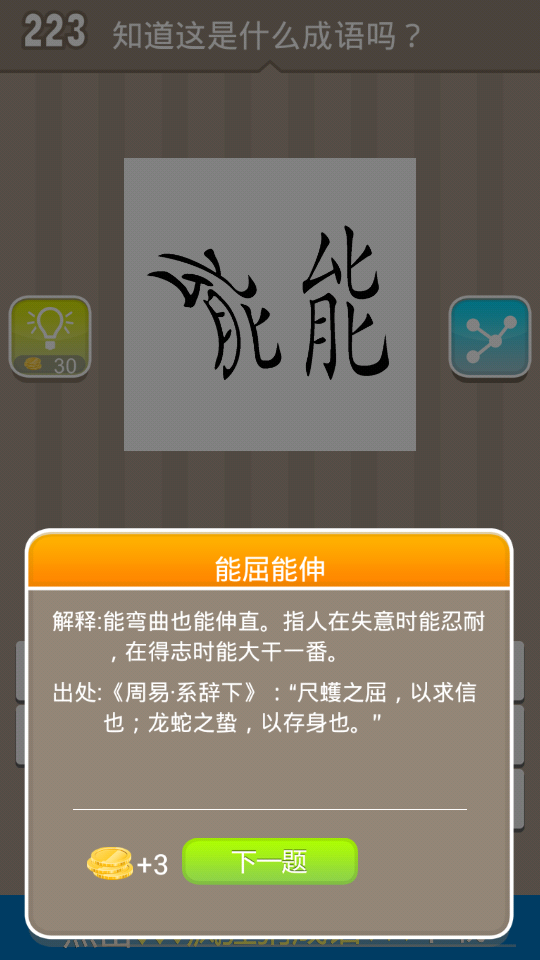 223
知道这是什么成语吗？
能能
30
能屈能伸
解释:能弯曲也能伸直。指人在失意时能忍耐
，在得志时能大干一番。
出处:《周易·系辞下》：“尺蠖之屈，以求信
也；龙蛇之蛰，以存身也。”
+3
下一题